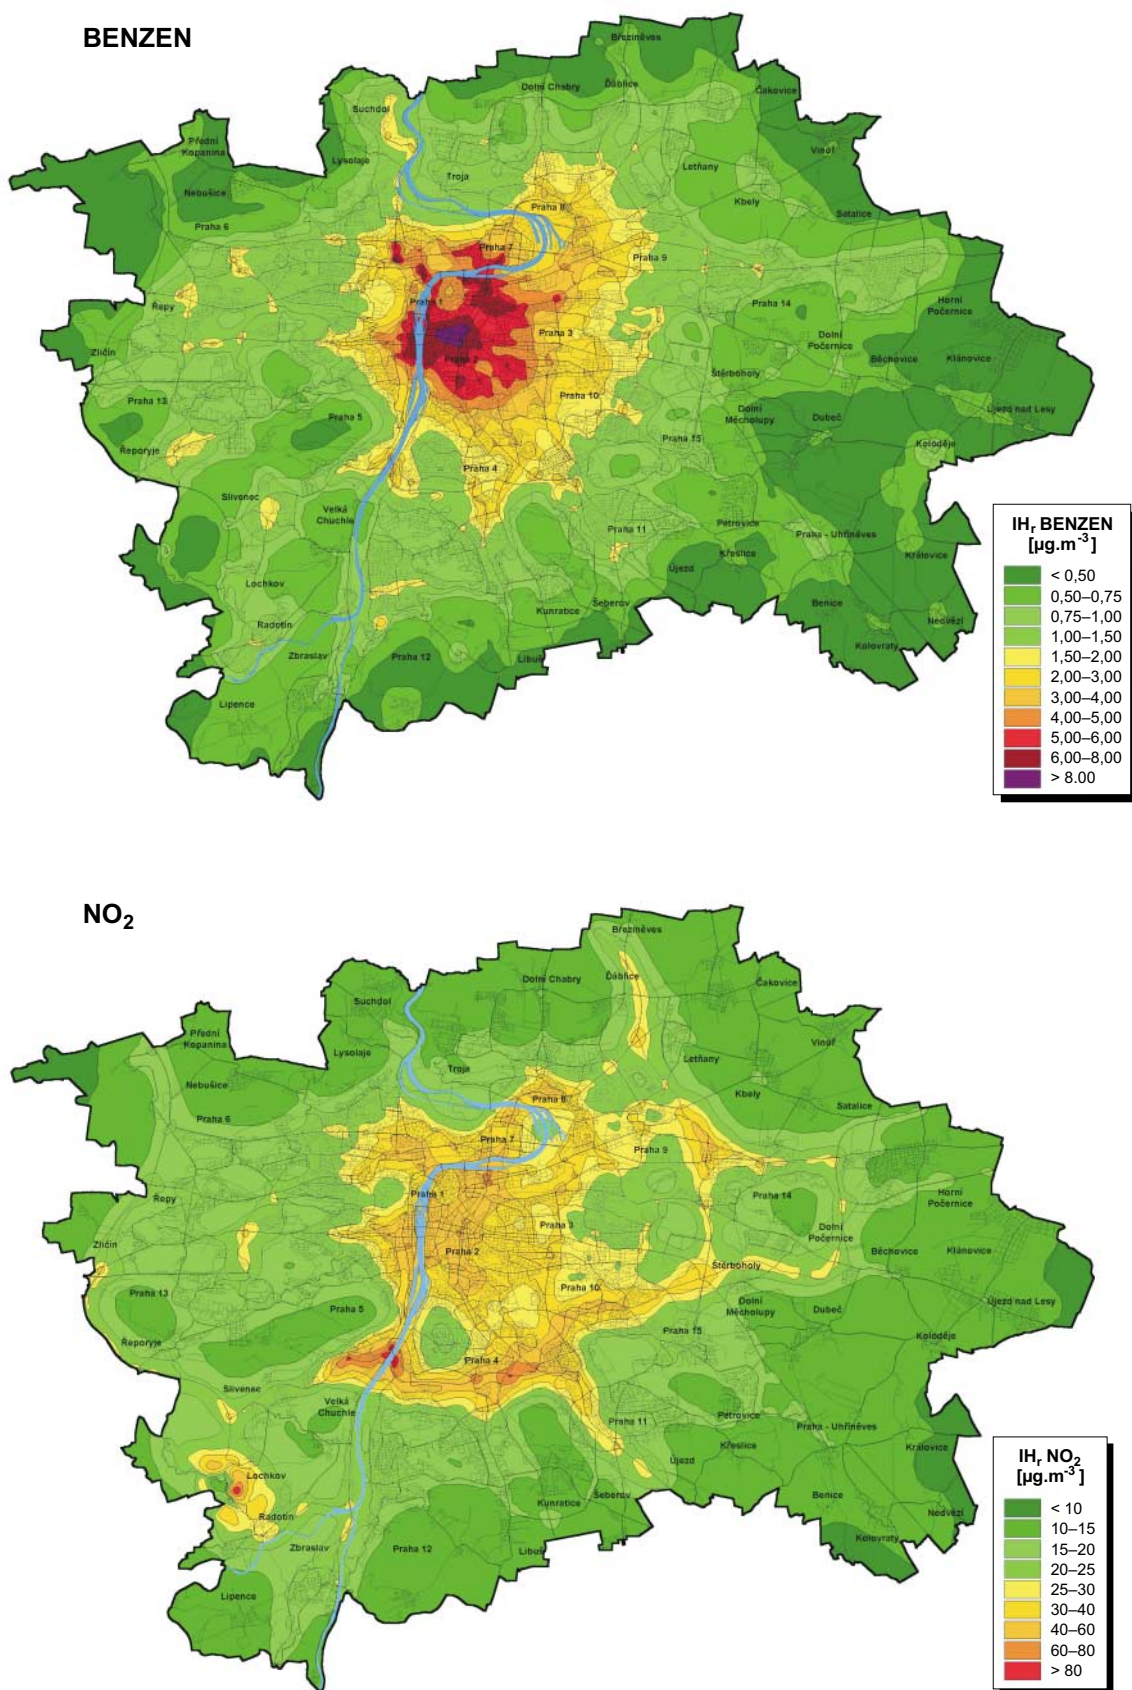 BENZEN
Březiněves
Dolní Chabry
Ďáblice
Čakovice
Suchdol
Přední
Kopanina
Lysolaje
Vinoř
Troja
Letňany
Nebušice
Kbely
Satalice
Praha 8
Praha 6
Praha 7
Praha 9
Řepy
Praha 1
Praha 14
Horní
Počernice
Praha 3
Dolní
Počernice
Zličín
Praha 2
Běchovice
Klánovice
Štěrboholy
Praha 13
Praha 10
Praha 5
Dolní
Měcholupy
Dubeč
Újezd nad Lesy
Praha 15
Koloděje
Řeporyje
Praha 4
Slivenec
Velká
Chuchle
Praha 11
Petrovice
Praha - Uhříněves
Křeslice
Královice
Újezd
Lochkov
Kunratice
Šeberov
Benice
Nedvězí
Radotín
Kolovraty
Zbraslav
Praha 12
Libuš
Lipence
IHr BENZEN
[µg.m-3]
< 0,50
0,50–0,75
0,75–1,00
1,00–1,50
1,50–2,00
2,00–3,00
3,00–4,00
4,00–5,00
5,00–6,00
6,00–8,00
> 8.00
NO2
Březiněves
Dolní Chabry
Ďáblice
Čakovice
Suchdol
Přední
Kopanina
Lysolaje
Vinoř
Troja
Letňany
Nebušice
Kbely
Satalice
Praha 8
Praha 6
Praha 7
Praha 9
Řepy
Praha 1
Praha 14
Horní
Počernice
Praha 3
Dolní
Počernice
Zličín
Praha 2
Běchovice
Klánovice
Štěrboholy
Praha 13
Praha 10
Praha 5
Dolní
Měcholupy
Dubeč
Újezd nad Lesy
Praha 15
Koloděje
Řeporyje
Praha 4
Slivenec
Velká
Chuchle
Praha 11
Petrovice
Praha - Uhříněves
Křeslice
Královice
Újezd
Lochkov
Kunratice
Šeberov
Benice
Nedvězí
Radotín
Kolovraty
Zbraslav
Praha 12
Libuš
Lipence
IHr NO2
[µg.m-3]
< 10
10–15
15–20
20–25
25–30
30–40
40–60
60–80
> 80